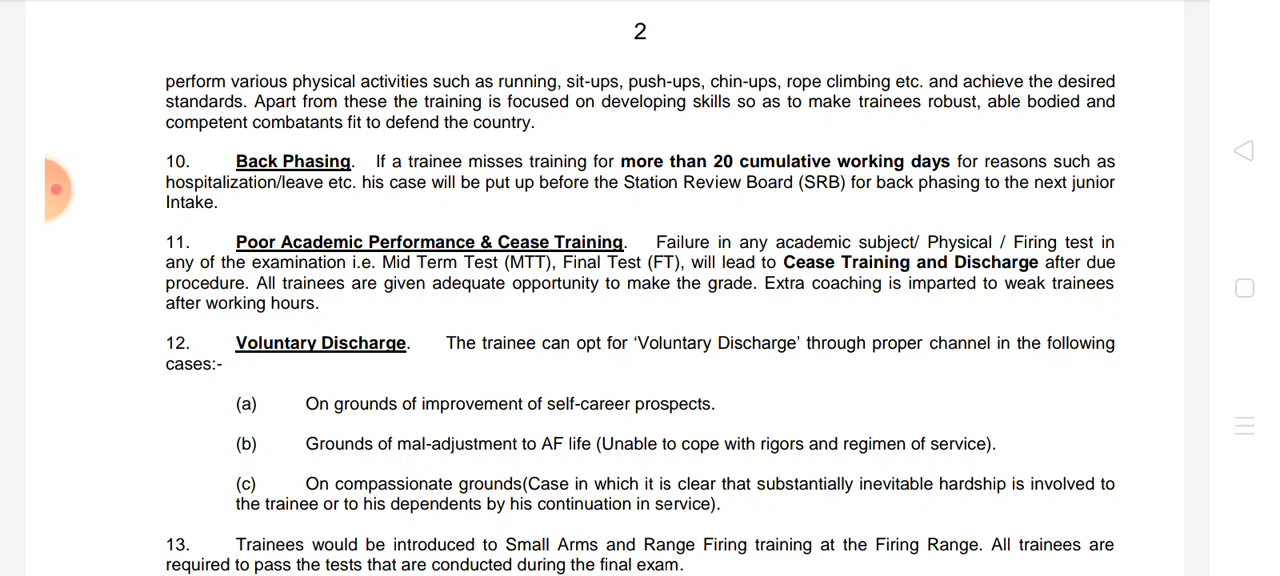 2
perform various physical activities such as running, sit-ups, push-ups, chin-ups, rope climbing etc. and achieve the desired
standards. Apart from these the training is focused on developing skills so as to make trainees robust, able bodied and
competent combatants fit to defend the country.
10. Back Phasing. If a trainee misses training for more than 20 cumulative working days for reasons such as
hospitalization/leave etc. his case will be put up before the Station Review Board (SRB) for back phasing to the next junior
Intake.
11. Poor Academic Performance & Cease Training. Failure in any academic subject/ Physical / Firing test in
any of the examination i.e. Mid Term Test (MTT), Final Test (FT), will lead to Cease Training and Discharge after due
procedure. All trainees are given adequate opportunity to make the grade. Extra coaching is imparted to weak trainees
after working hours.
12. Voluntary Discharge. The trainee can opt for ‘Voluntary Discharge’ through proper channel in the following
cases:-
(a) On grounds of improvement of self-career prospects.
(b) Grounds of mal-adjustment to AF life (Unable to cope with rigors and regimen of service).
(c) On compassionate grounds(Case in which it is clear that substantially inevitable hardship is involved to
the trainee or to his dependents by his continuation in service).
13. Trainees would be introduced to Small Arms and Range Firing training at the Firing Range. All trainees are
required to pass the tests that are conducted during the final exam.